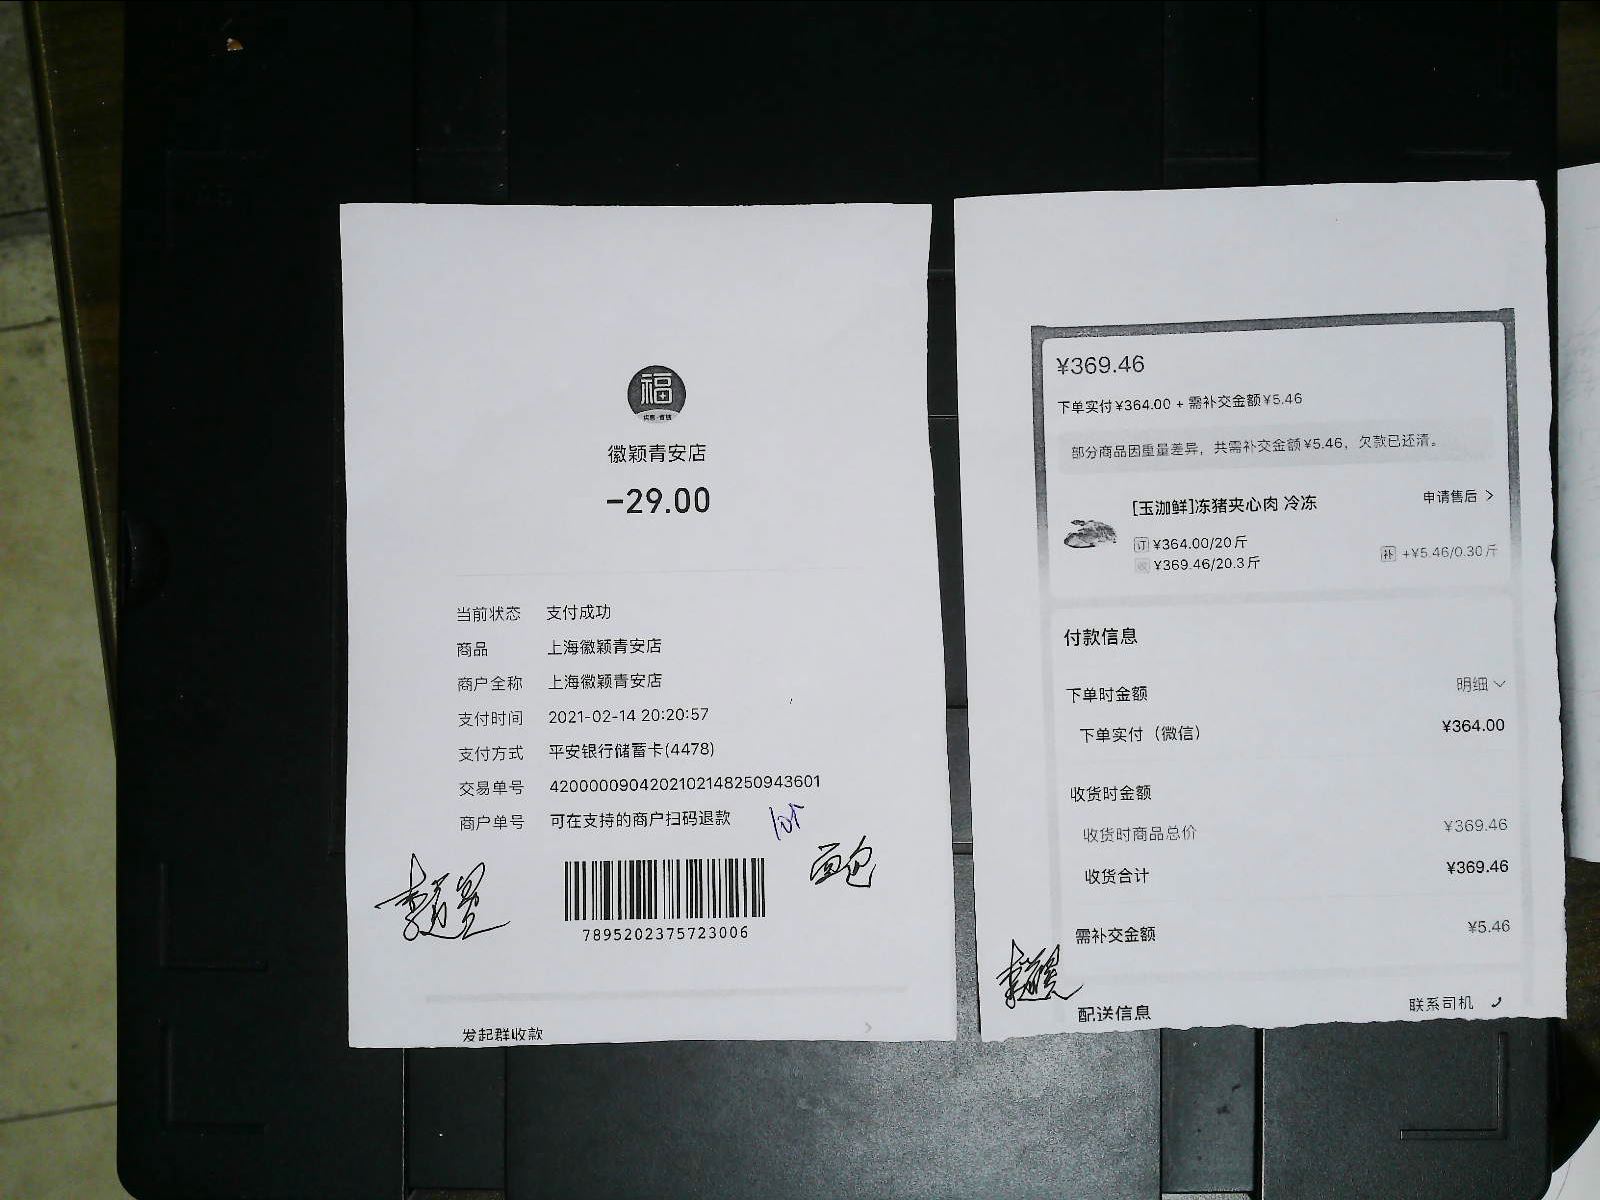 福
徽颖青安店
-29.00
当前状态 支付成功
商品 上海徽颖青安店
商户全称 上海徽颖青安店
支付时间 2021-02-14 20:20:57
支付方式 平安银行储蓄卡(4478)
交易单号 4200000904202102148250943601
商户单号 可在支持的商户扫码退款
面包
7895202375723006
发起群收款
¥369.46
下单实付¥364.00 + 需补交金额¥5.46
部分商品因重量差异，共需补交金额¥5.46，欠款已还清。
[玉洳鲜]冻猪夹心肉 冷冻
申请售后
订 ¥364.00/20斤
收 ¥369.46/20.3斤
补 +¥5.46/0.30斤
付款信息
下单时金额 明细
下单实付（微信） ¥364.00
收货时金额
收货时商品总价 ¥369.46
收货合计 ¥369.46
需补交金额 ¥5.46
配送信息 联系司机